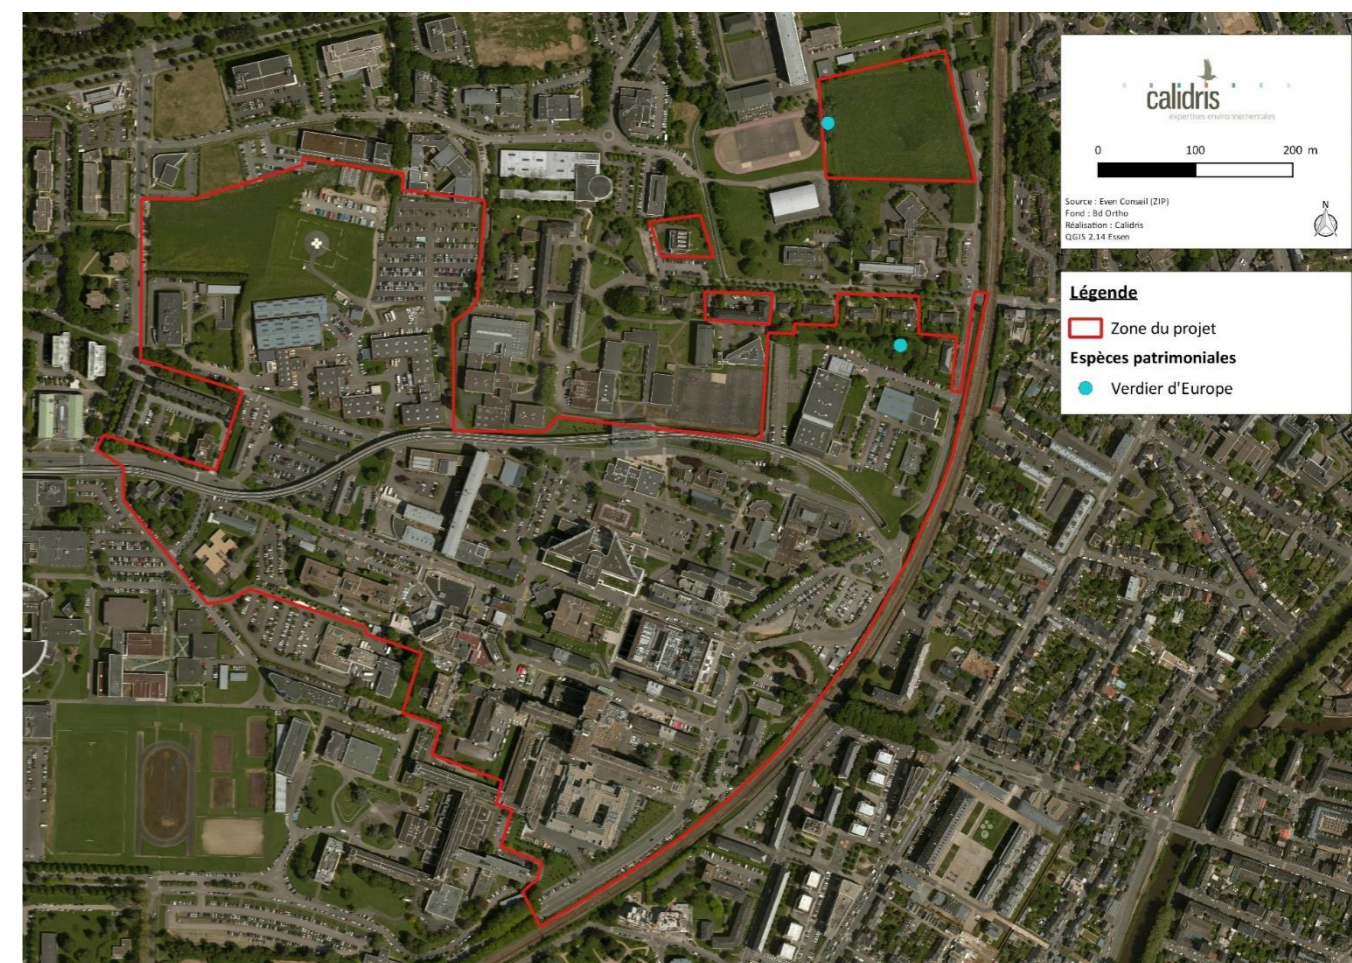 calidris
expertises environnementales
0 100 200 m
Source : Even Conseil (ZIP)
Fond : Bd Ortho
Réalisation : Calidris
QGIS 2.14 Essen
N
Légende
Zone du projet
Espèces patrimoniales
Verdier d'Europe